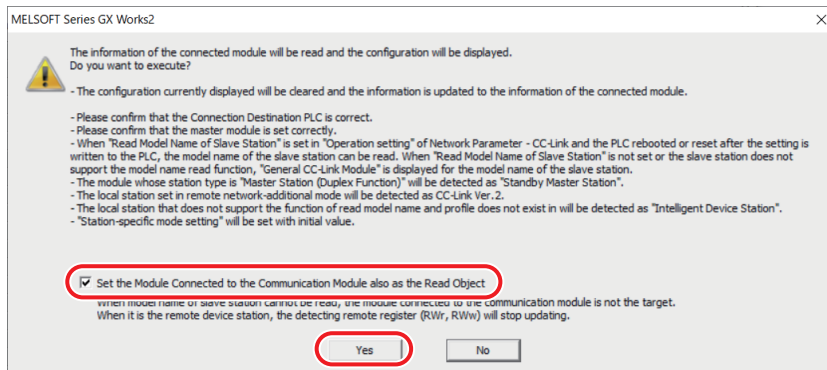 MELSOFT Series GX Works2
The information of the connected module will be read and the configuration will be displayed.
Do you want to execute?
- The configuration currently displayed will be cleared and the information is updated to the information of the connected module.
- Please confirm that the Connection Destination PLC is correct.
- Please confirm that the master module is set correctly.
- When "Read Model Name of Slave Station" is set in "Operation setting" of Network Parameter - CC-Link and the PLC rebooted or reset after the setting is
written to the PLC, the model name of the slave station can be read. When "Read Model Name of Slave Station" is not set or the slave station does not
support the model name read function, "General CC-Link Module" is displayed for the model name of the slave station.
- The module whose station type is "Master Station (Duplex Function)" will be detected as "Standby Master Station".
- The local station set in remote network-additional mode will be detected as CC-Link Ver.2.
- The local station that does not support the function of read model name and profile does not exist in will be detected as "Intelligent Device Station".
- "Station-specific mode setting" will be set with initial value.
Set the Module Connected to the Communication Module also as the Read Object
When model name of slave station cannot be read, the module connected to the communication module is not the target.
When it is the remote device station, the detecting remote register (RWr, RWw) will stop updating.
Yes No